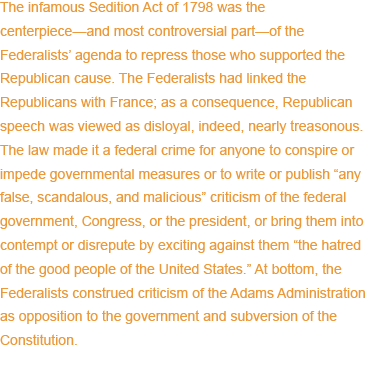 The infamous Sedition Act of 1798 was the
centerpiece—and most controversial part—of the
Federalists’ agenda to repress those who supported the
Republican cause. The Federalists had linked the
Republicans with France; as a consequence, Republican
speech was viewed as disloyal, indeed, nearly treasonous.
The law made it a federal crime for anyone to conspire or
impede governmental measures or to write or publish “any
false, scandalous, and malicious” criticism of the federal
government, Congress, or the president, or bring them into
contempt or disrepute by exciting against them “the hatred
of the good people of the United States.” At bottom, the
Federalists construed criticism of the Adams Administration
as opposition to the government and subversion of the
Constitution.